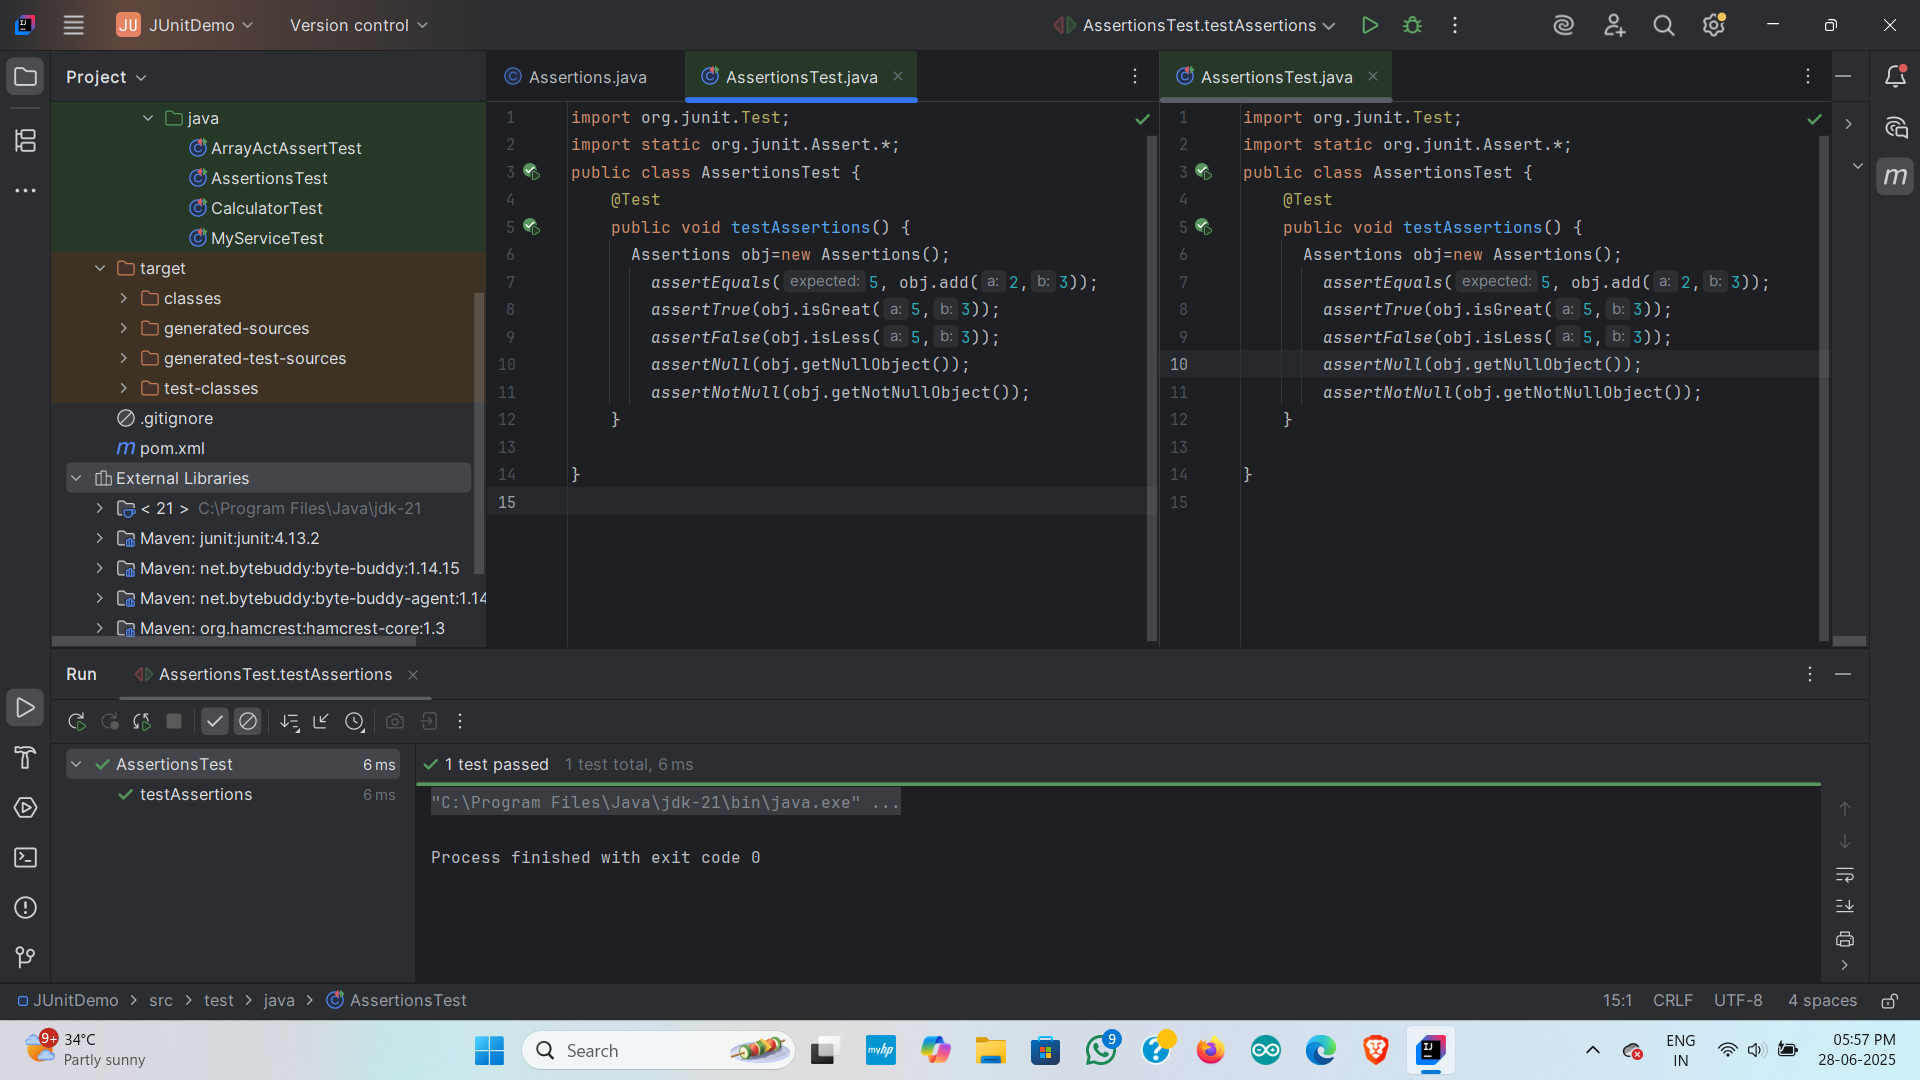 JU JUnitDemo Version control AssertionsTest.testAssertions
Project
java
ArrayActAssertTest
AssertionsTest
CalculatorTest
MyServiceTest
target
classes
generated-sources
generated-test-sources
test-classes
.gitignore
m pom.xml
External Libraries
< 21 > C:\Program Files\Java\jdk-21
Maven: junit:junit:4.13.2
Maven: net.bytebuddy:byte-buddy:1.14.15
Maven: net.bytebuddy:byte-buddy-agent:1.14
Maven: org.hamcrest:hamcrest-core:1.3
Assertions.java AssertionsTest.java
1 import org.junit.Test;
2 import static org.junit.Assert.*;
3 public class AssertionsTest {
4 @Test
5 public void testAssertions() {
6 Assertions obj=new Assertions();
7 assertEquals( expected: 5, obj.add( a: 2, b: 3));
8 assertTrue(obj.isGreat( a: 5, b: 3));
9 assertFalse(obj.isLess( a: 5, b: 3));
10 assertNull(obj.getNullObject());
11 assertNotNull(obj.getNotNullObject());
12 }
13
14 }
15
AssertionsTest.java
1 import org.junit.Test;
2 import static org.junit.Assert.*;
3 public class AssertionsTest {
4 @Test
5 public void testAssertions() {
6 Assertions obj=new Assertions();
7 assertEquals( expected: 5, obj.add( a: 2, b: 3));
8 assertTrue(obj.isGreat( a: 5, b: 3));
9 assertFalse(obj.isLess( a: 5, b: 3));
10 assertNull(obj.getNullObject());
11 assertNotNull(obj.getNotNullObject());
12 }
13
14 }
15
m
Run AssertionsTest.testAssertions
AssertionsTest 6 ms
testAssertions 6 ms
1 test passed 1 test total, 6 ms
"C:\Program Files\Java\jdk-21\bin\java.exe" ...
Process finished with exit code 0
JUnitDemo > src > test > java > AssertionsTest
15:1 CRLF UTF-8 4 spaces
9+ 34°C
Partly sunny
Search
myhp
9
ENG
IN
05:57 PM
28-06-2025